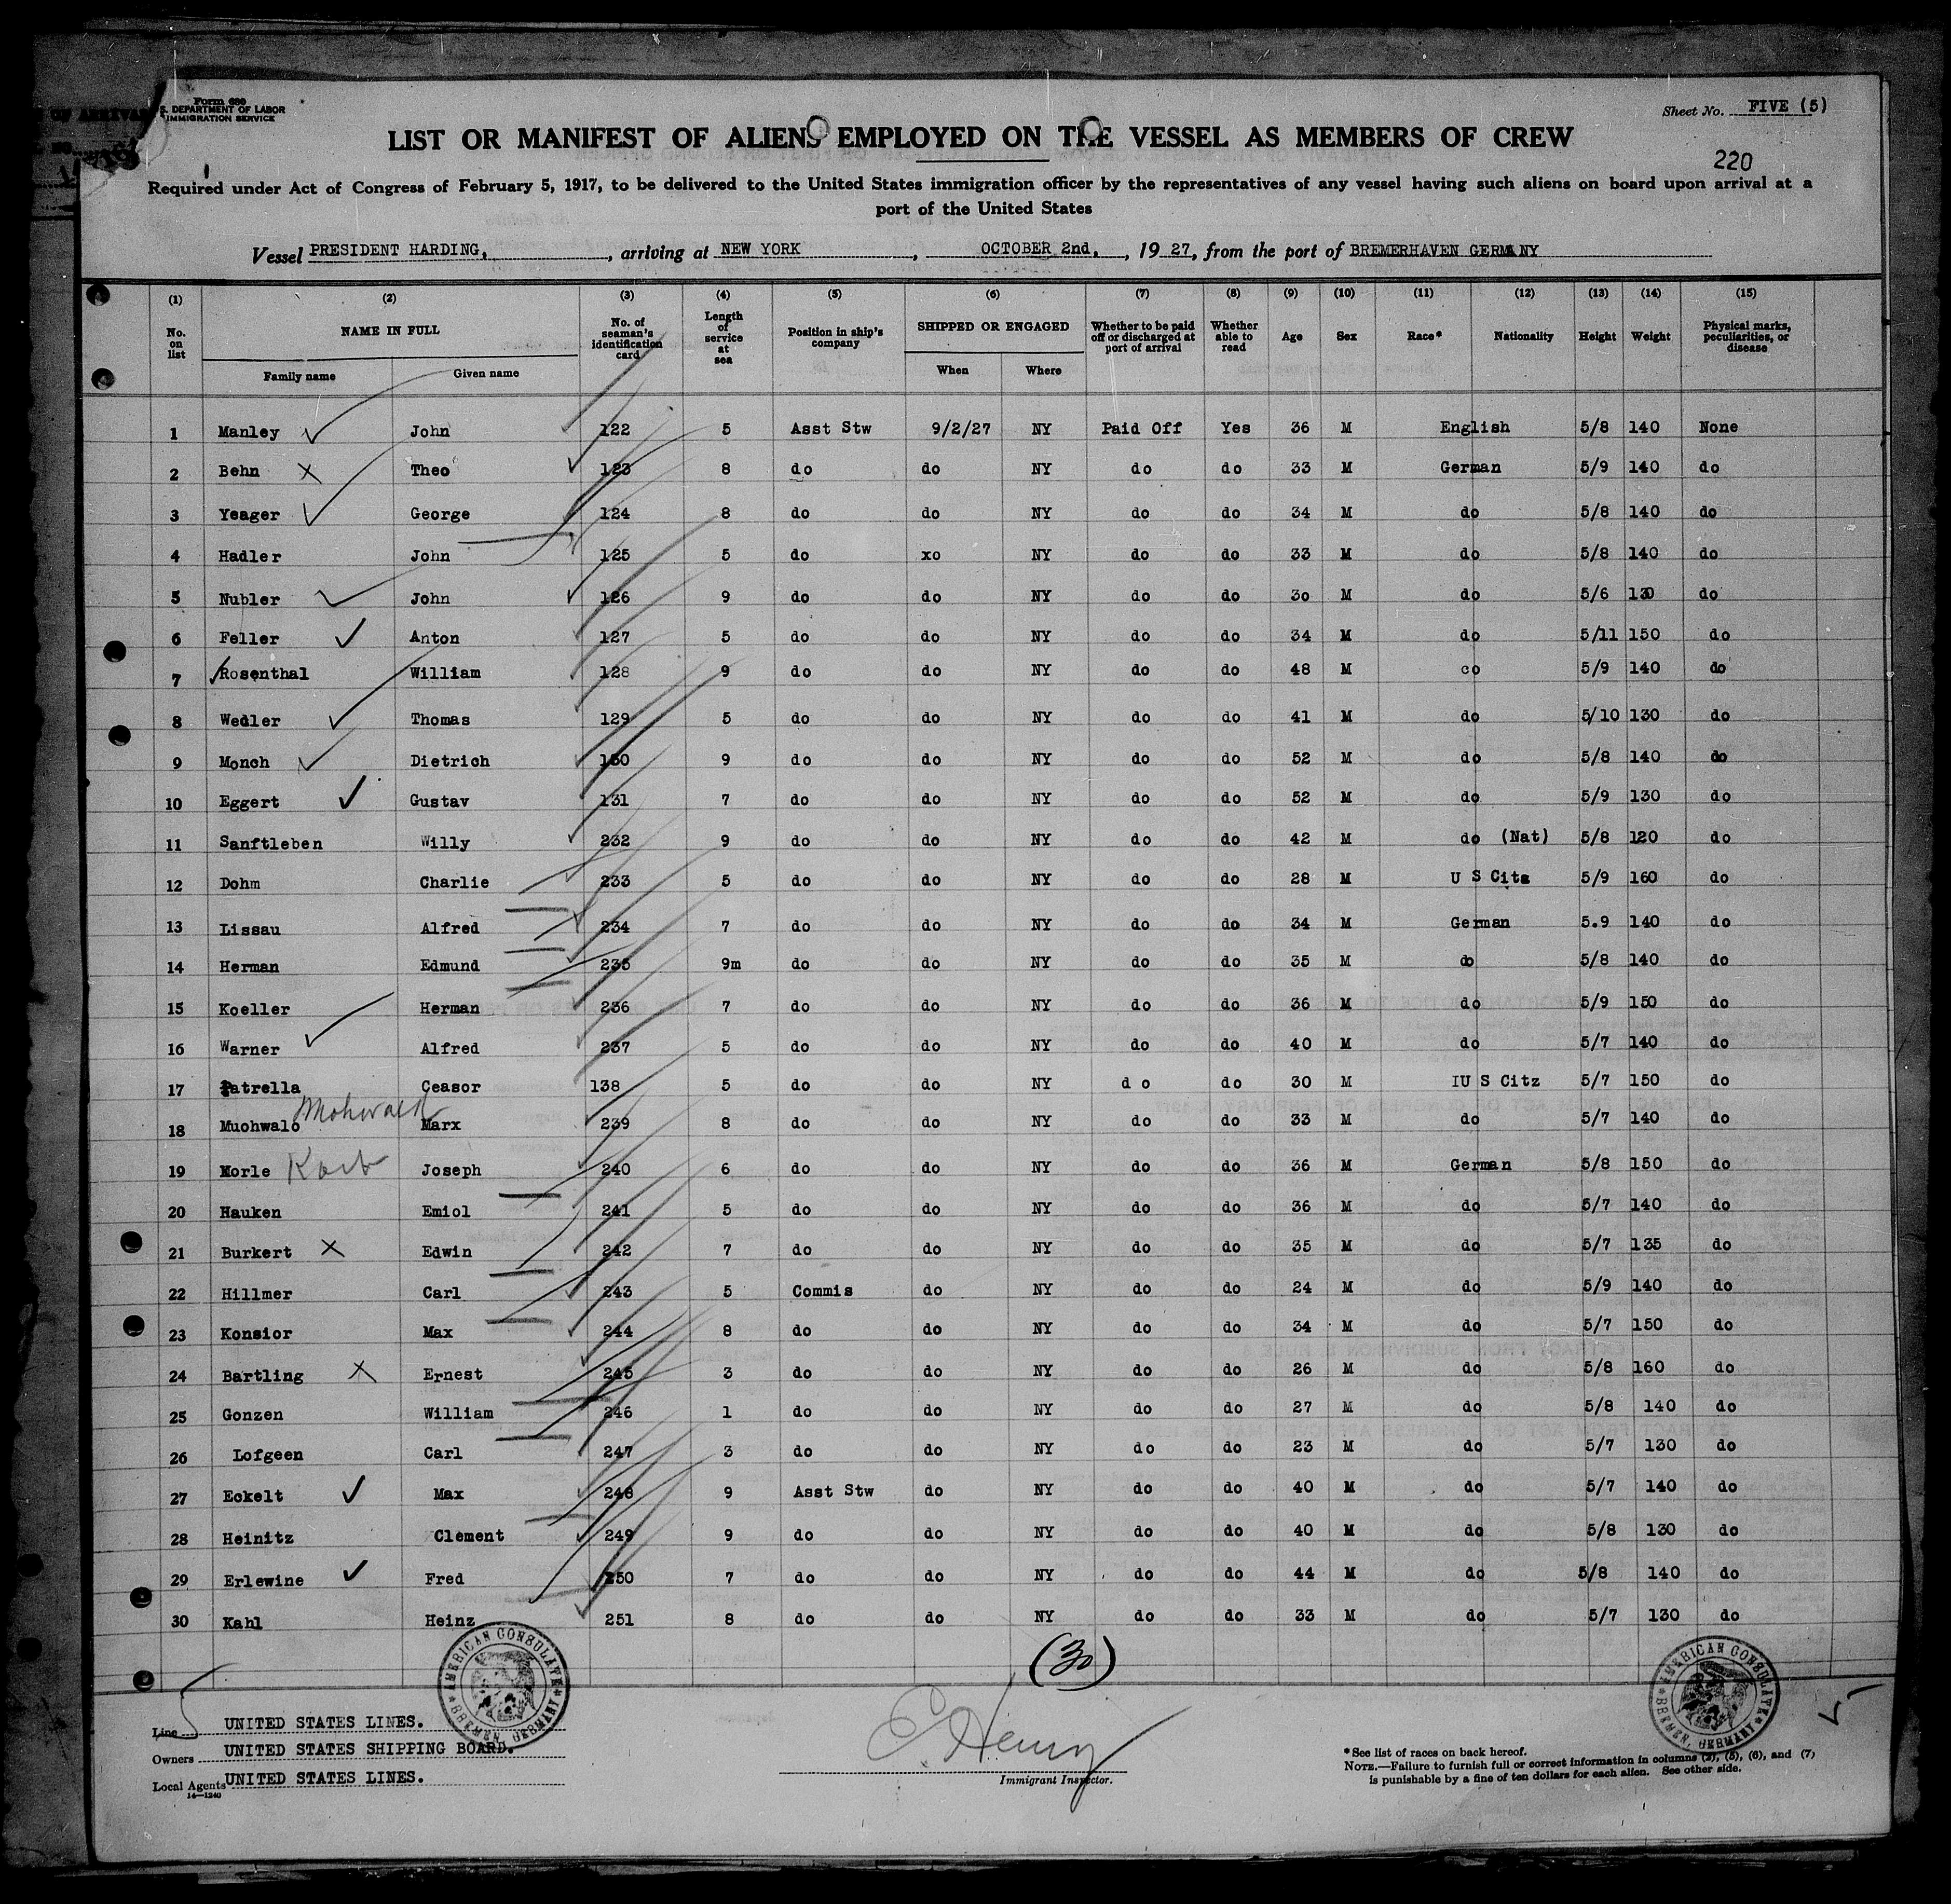 Form 680
S. DEPARTMENT OF LABOR
IMMIGRATION SERVICE
Sheet No. FIVE (5)
LIST OR MANIFEST OF ALIENS EMPLOYED ON THE VESSEL AS MEMBERS OF CREW
220
Required under Act of Congress of February 5, 1917, to be delivered to the United States immigration officer by the representatives of any vessel having such aliens on board upon arrival at a
port of the United States
Vessel PRESIDENT HARDING, , arriving at NEW YORK , OCTOBER 2nd, , 19 27, from the port of BREMERHAVEN GERMANY
(1) (2) (3) (4) (5) (6) (7) (8) (9) (10) (11) (12) (13) (14) (15)
No. on list NAME IN FULL Family name Given name No. of seaman's identification card Length of service at sea Position in ship's company SHIPPED OR ENGAGED When Where Whether to be paid off or discharged at port of arrival Whether able to read Age Sex Race* Nationality Height Weight Physical marks, peculiarities, or disease
1 Manley John 122 5 Asst Stw 9/2/27 NY Paid Off Yes 36 M English 5/8 140 None
2 Behn Theo 123 8 do do NY do do 33 M German 5/9 140 do
3 Yeager George 124 8 do do NY do do 34 M do 5/8 140 do
4 Hadler John 125 5 do xo NY do do 33 M do 5/8 140 do
5 Nubler John 126 9 do do NY do do 30 M do 5/6 130 do
6 Feller Anton 127 5 do do NY do do 34 M do 5/11 150 do
7 Rosenthal William 128 9 do do NY do do 48 M co 5/9 140 do
8 Wedler Thomas 129 5 do do NY do do 41 M do 5/10 130 do
9 Monch Dietrich 130 9 do do NY do do 52 M do 5/8 140 do
10 Eggert Gustav 131 7 do do NY do do 52 M do 5/9 130 do
11 Sanftleben Willy 232 9 do do NY do do 42 M do (Nat) 5/8 120 do
12 Dohm Charlie 233 5 do do NY do do 28 M U S Citz 5/9 160 do
13 Lissau Alfred 234 7 do do NY do do 34 M German 5.9 140 do
14 Herman Edmund 235 9m do do NY do do 35 M do 5/8 140 do
15 Koeller Herman 236 7 do do NY do do 36 M do 5/9 150 do
16 Warner Alfred 237 5 do do NY do do 40 M do 5/7 140 do
17 Patrella Ceasor 138 5 do do NY d o do 30 M IU S Citz 5/7 150 do
18 Muohwalo Mohwald Marx 239 8 do do NY do do 33 M do 5/7 140 do
19 Morle Joseph 240 6 do do NY do do 36 M German 5/8 150 do
20 Hauken Emiol 241 5 do do NY do do 36 M do 5/7 140 do
21 Burkert Edwin 242 7 do do NY do do 35 M do 5/7 135 do
22 Hillmer Carl 243 5 Commis do NY do do 24 M do 5/9 140 do
23 Konsior Max 244 8 do do NY do do 34 M do 5/7 150 do
24 Bartling Ernest 245 3 do do NY do do 26 M do 5/8 160 do
25 Gonzen William 246 1 do do NY do do 27 M do 5/8 140 do
26 Lofgeen Carl 247 3 do do NY do do 23 M do 5/7 130 do
27 Eckelt Max 248 9 Asst Stw do NY do do 40 M do 5/7 140 do
28 Heinitz Clement 249 9 do do NY do do 40 M do 5/8 130 do
29 Erlewine Fred 250 7 do do NY do do 44 M do 5/8 140 do
30 Kahl Heinz 251 8 do do NY do do 33 M do 5/7 130 do
(30)
AMERICAN CONSULATE BREMEN, GERMANY
AMERICAN CONSULATE BREMEN, GERMANY
Line UNITED STATES LINES.
Owners UNITED STATES SHIPPING BOARD.
Local Agents UNITED STATES LINES.
14—1240
E. Henry
Immigrant Inspector.
*See list of races on back hereof.
NOTE.—Failure to furnish full or correct information in columns (2), (5), (6), and (7)
is punishable by a fine of ten dollars for each alien. See other side.